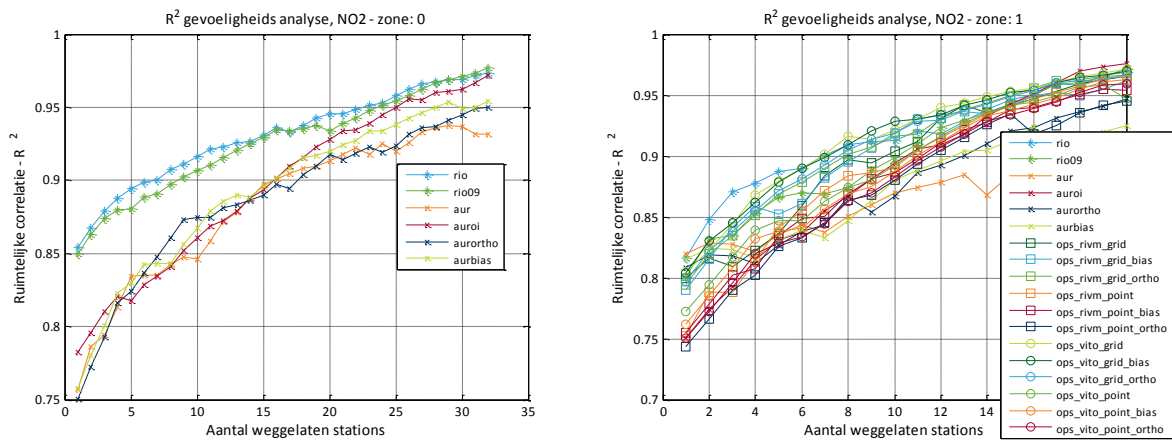 R² gevoeligheids analyse, NO2 - zone: 0
1
0.95
0.9
0.85
0.8
0.75
0 5 10 15 20 25 30 35
Ruimtelijke correlatie - R²
Aantal weggelaten stations
rio
rio09
aur
auroi
aurortho
aurbias
R² gevoeligheids analyse, NO2 - zone: 1
1
0.95
0.9
0.85
0.8
0.75
0.7
0 2 4 6 8 10 12 14
Ruimtelijke correlatie - R²
Aantal weggelaten stations
rio
rio09
aur
auroi
aurortho
aurbias
ops_rivm_grid
ops_rivm_grid_bias
ops_rivm_grid_ortho
ops_rivm_point
ops_rivm_point_bias
ops_rivm_point_ortho
ops_vito_grid
ops_vito_grid_bias
ops_vito_grid_ortho
ops_vito_point
ops_vito_point_bias
ops_vito_point_ortho